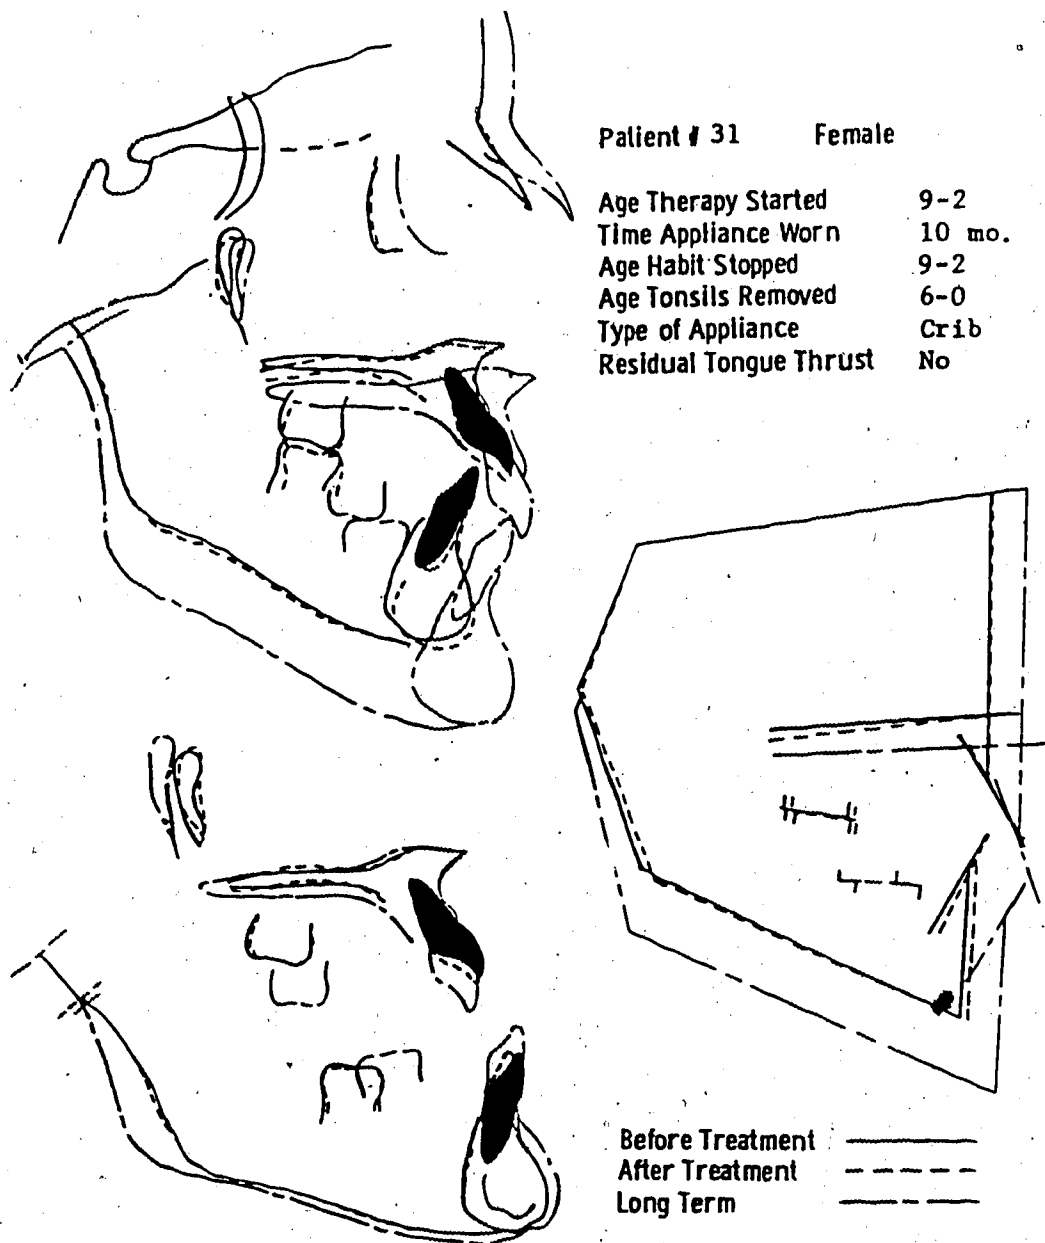 Patient # 31 Female
Age Therapy Started 9-2
Time Appliance Worn 10 mo.
Age Habit Stopped 9-2
Age Tonsils Removed 6-0
Type of Appliance Crib
Residual Tongue Thrust No
Before Treatment
After Treatment
Long Term